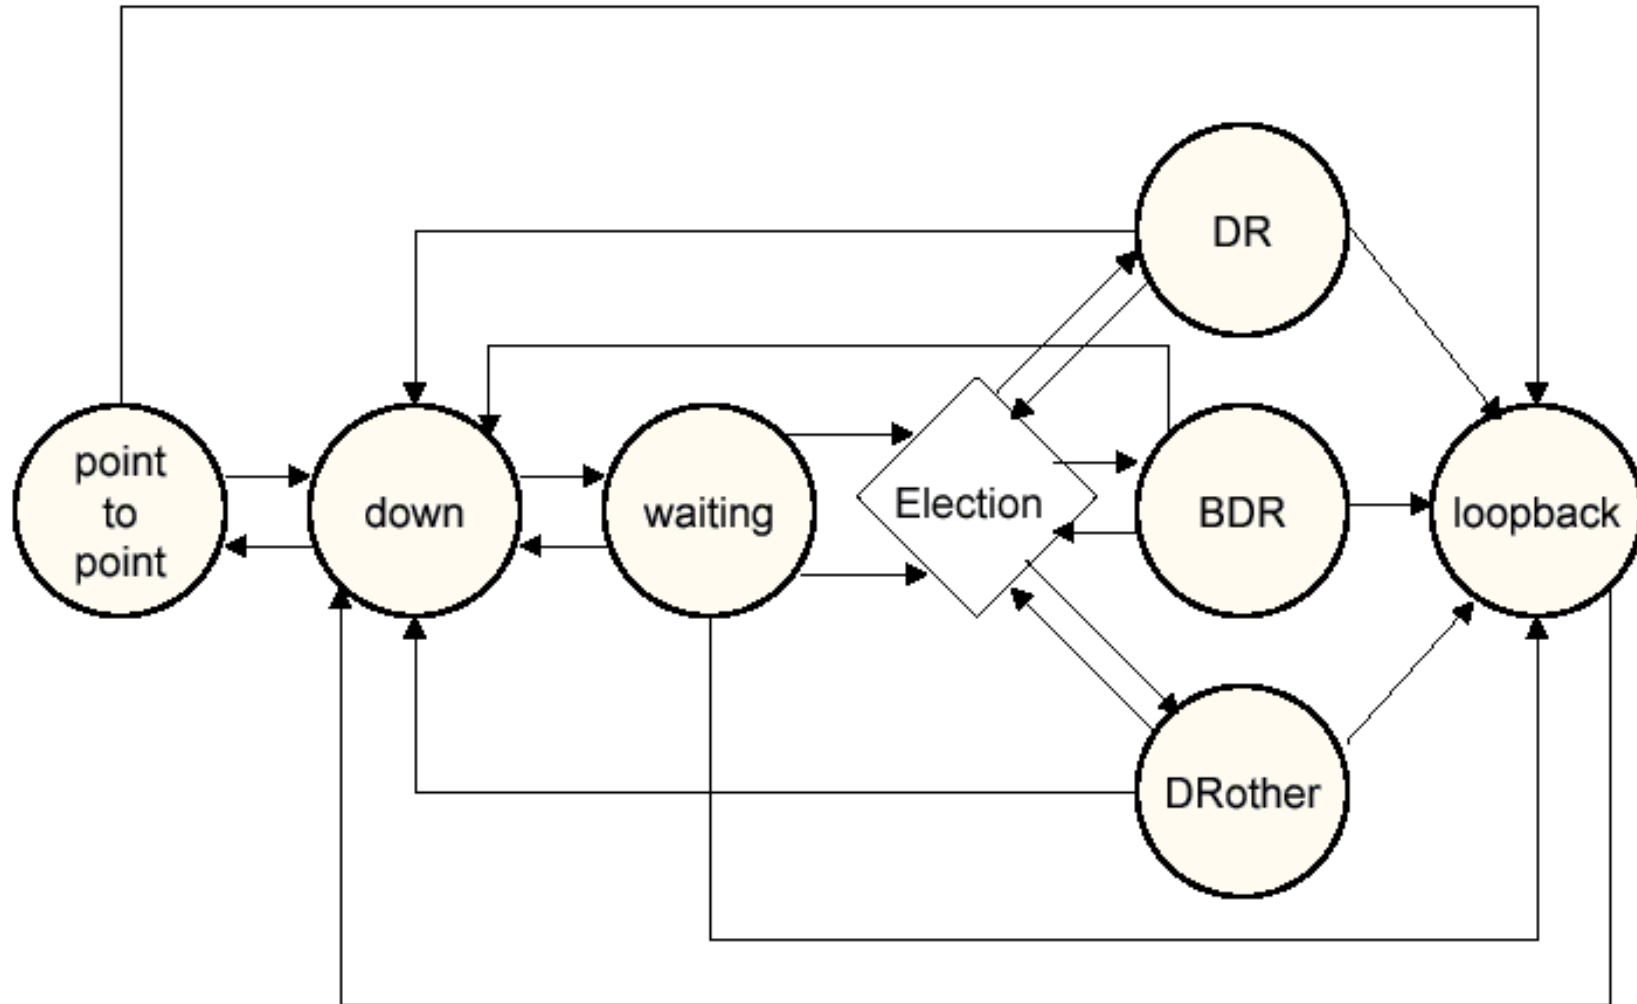 DR
point
to
point
down
waiting
Election
BDR
loopback
DRother